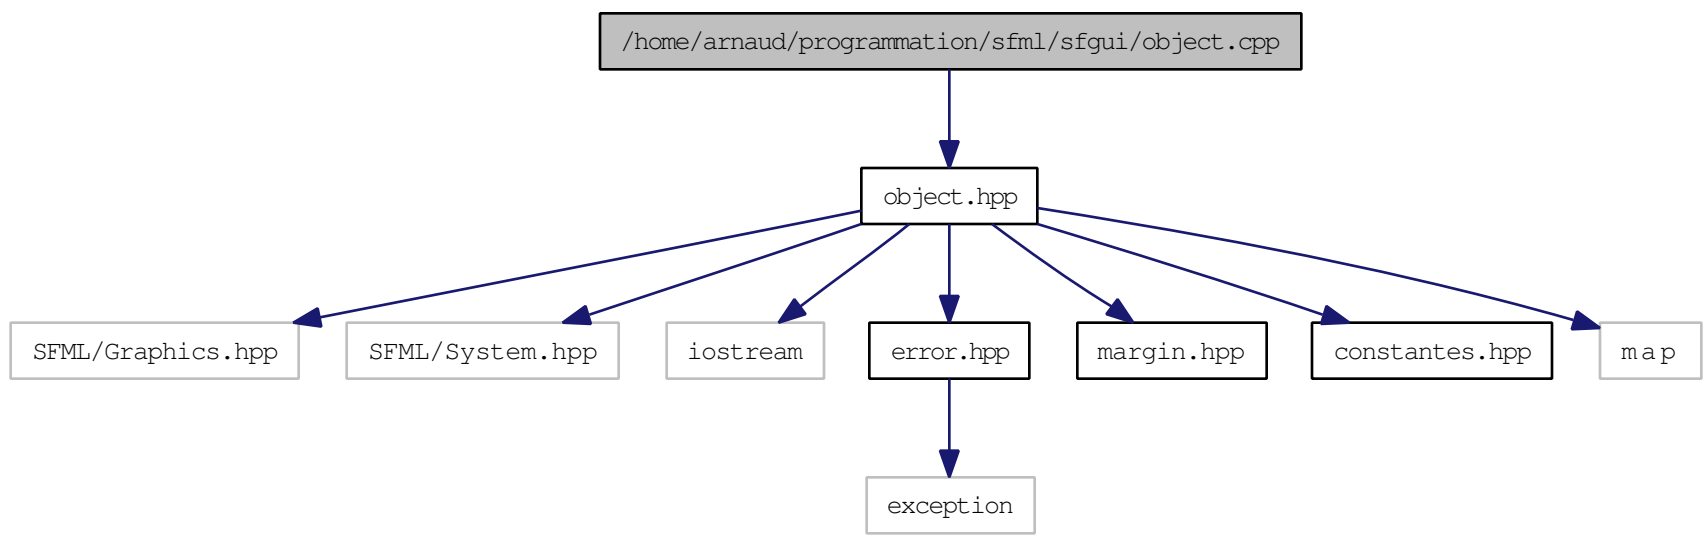 /home/arnaud/programmation/sfml/sfgui/object.cpp
object.hpp
SFML/Graphics.hpp
SFML/System.hpp
iostream
error.hpp
margin.hpp
constantes.hpp
map
exception